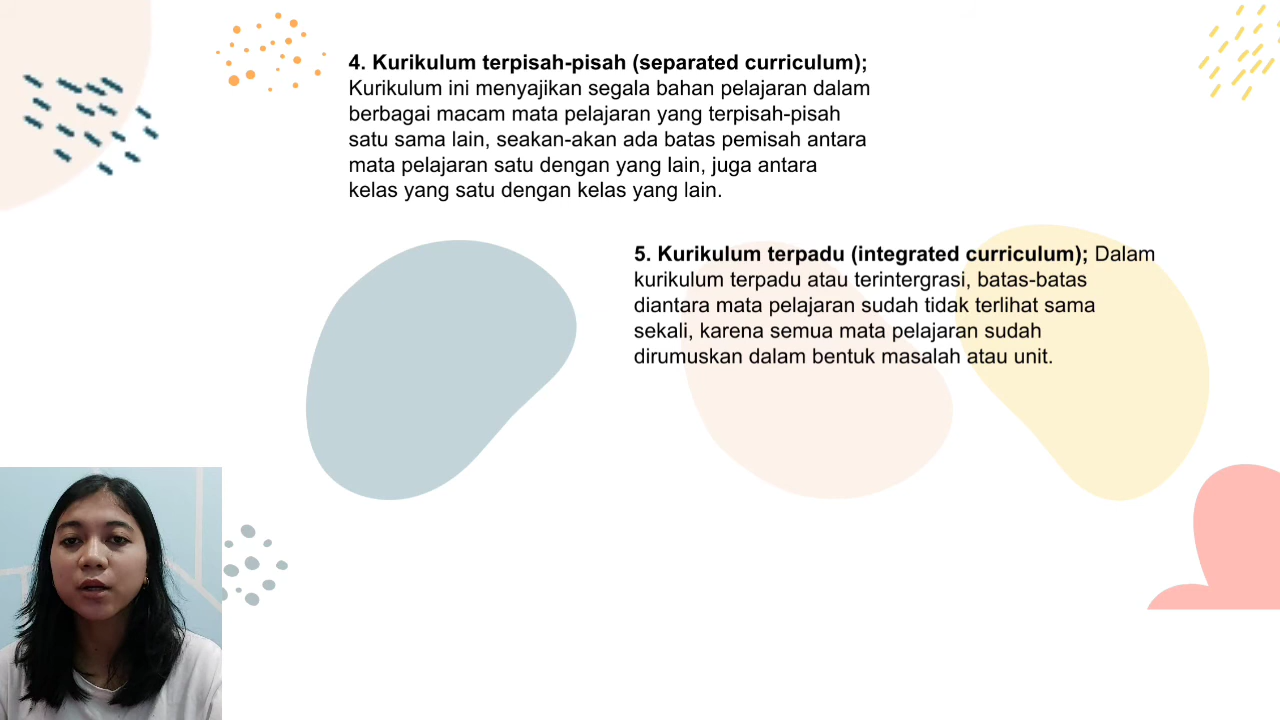 4. Kurikulum terpisah-pisah (separated curriculum);
Kurikulum ini menyajikan segala bahan pelajaran dalam
berbagai macam mata pelajaran yang terpisah-pisah
satu sama lain, seakan-akan ada batas pemisah antara
mata pelajaran satu dengan yang lain, juga antara
kelas yang satu dengan kelas yang lain.
5. Kurikulum terpadu (integrated curriculum); Dalam
kurikulum terpadu atau terintergrasi, batas-batas
diantara mata pelajaran sudah tidak terlihat sama
sekali, karena semua mata pelajaran sudah
dirumuskan dalam bentuk masalah atau unit.